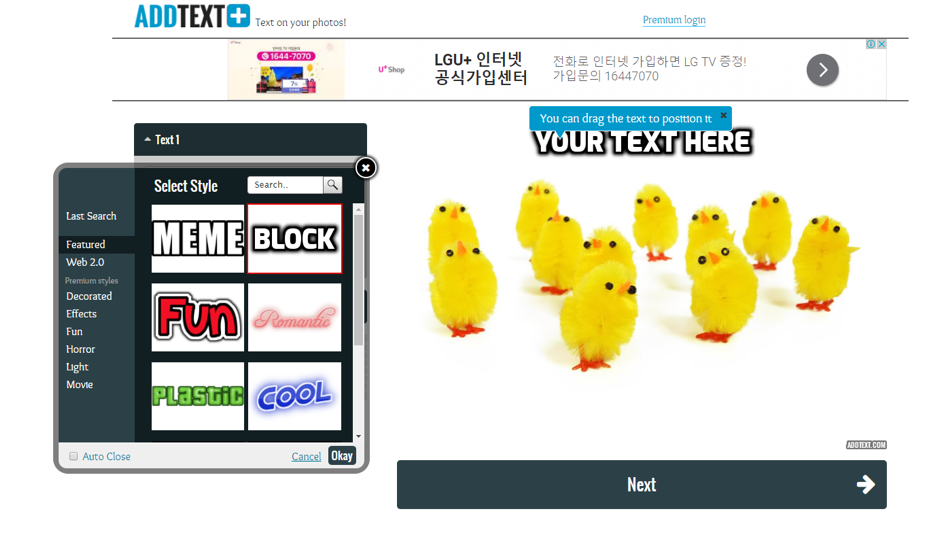 ADDTEXT Text on your photos!
Premium login
U+ Shop
1644-7070
U+Shop
LGU+ 인터넷
공식가입센터
전화로 인터넷 가입하면 LG TV 증정!
가입문의 16447070
You can drag the text to position it
YOUR TEXT HERE
Text 1
Select Style
Search..
Last Search
Featured
Web 2.0
Premium styles
Decorated
Effects
Fun
Horror
Light
Movie
MEME
BLOCK
Fun
Romantic
PLASTIC
COOL
Auto Close
Cancel
Okay
ADDTEXT.COM
Next